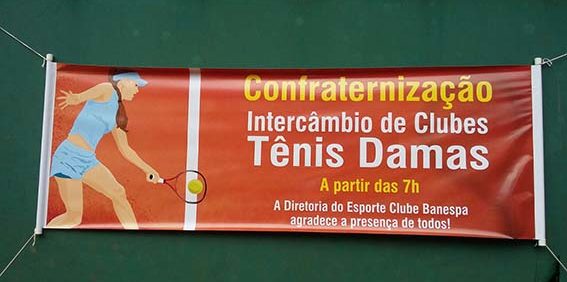 Confraternização
Intercâmbio de Clubes
Tênis Damas
A partir das 7h
A Diretoria do Esporte Clube Banespa
agradece a presença de todos!